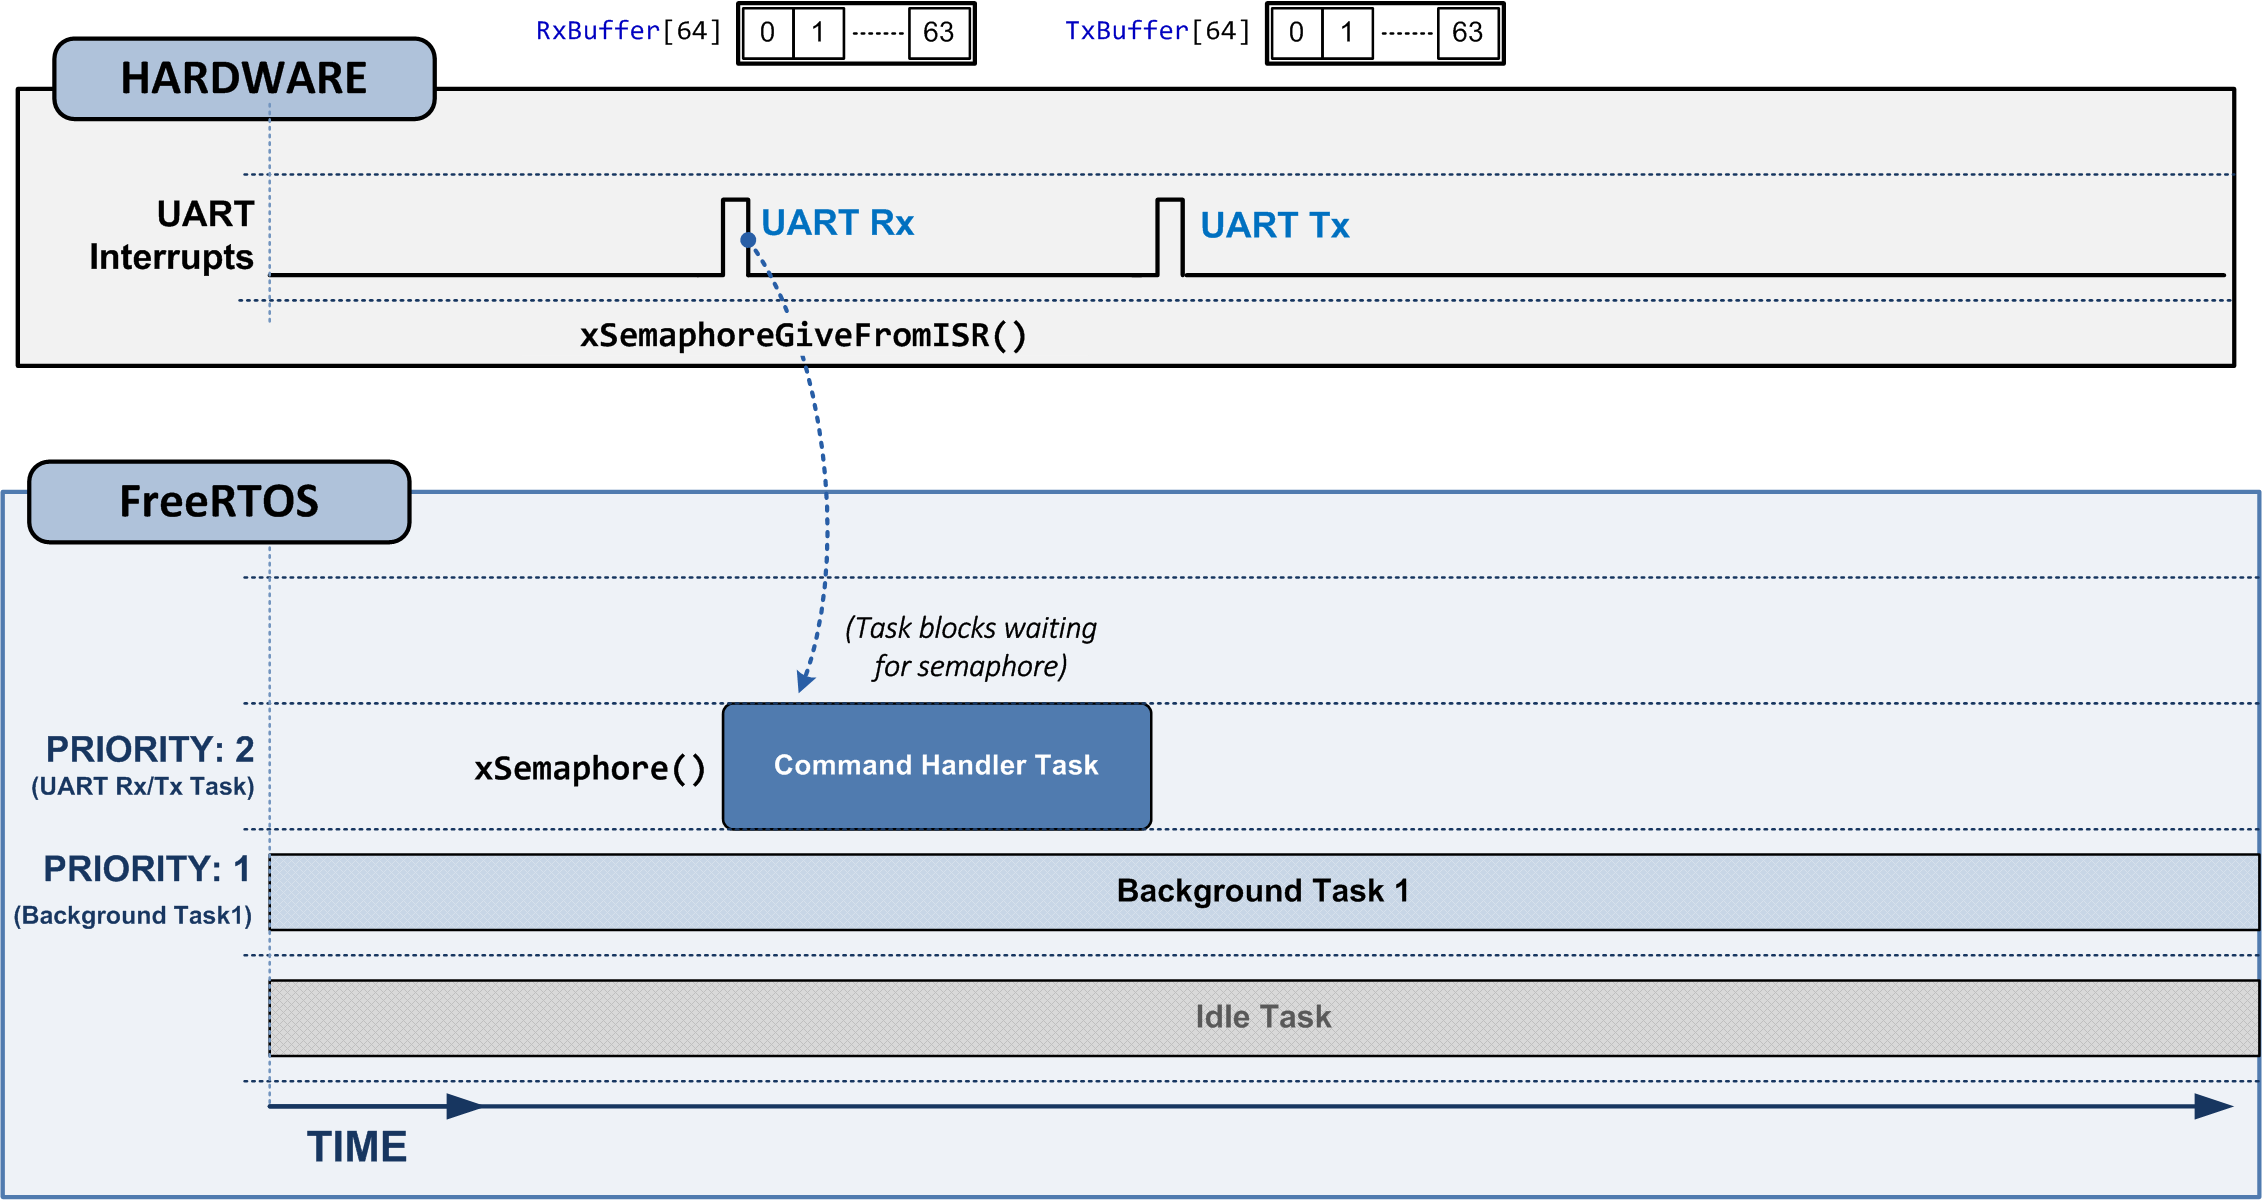 RxBuffer[64] 0 1 63
TxBuffer[64] 0 1 63
HARDWARE
UART
Interrupts
UART Rx
UART Tx
xSemaphoreGiveFromISR()
FreeRTOS
(Task blocks waiting
for semaphore)
PRIORITY: 2
(UART Rx/Tx Task)
xSemaphore()
Command Handler Task
PRIORITY: 1
(Background Task1)
Background Task 1
Idle Task
TIME